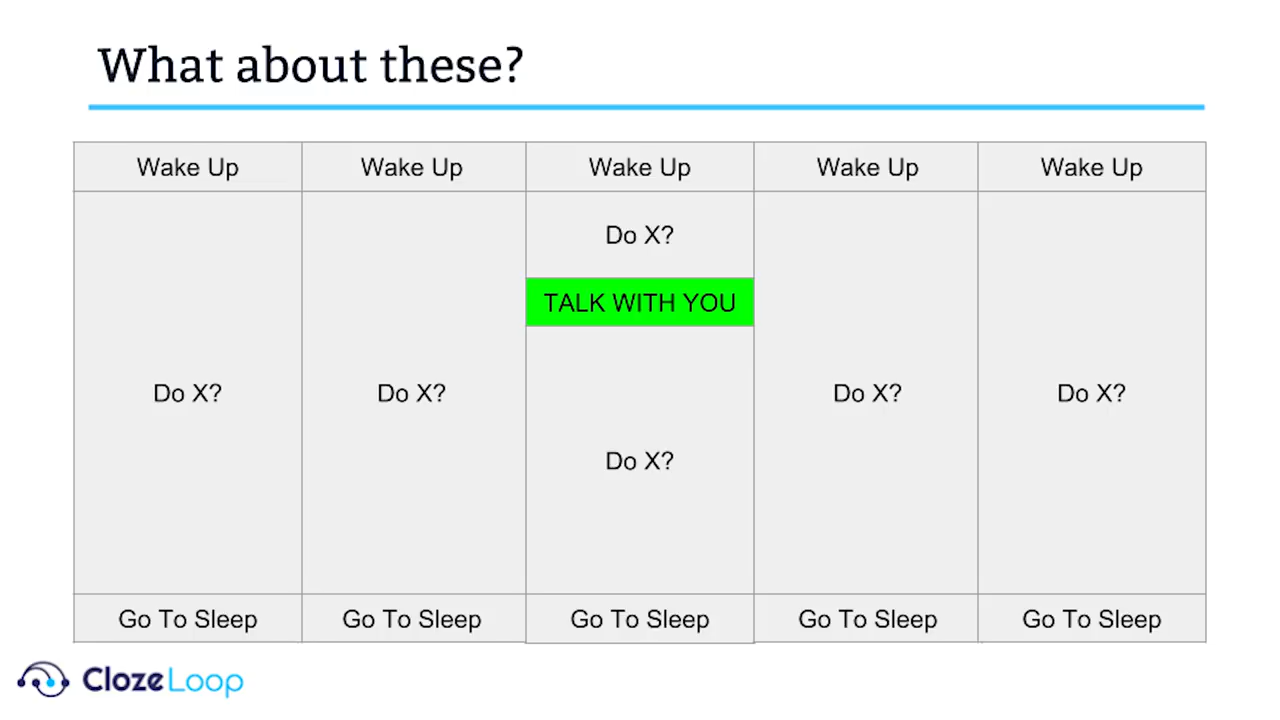 What about these?
Wake Up
Wake Up
Wake Up
Wake Up
Wake Up
Do X?
Do X?
Do X?
TALK WITH YOU
Do X?
Do X?
Do X?
Go To Sleep
Go To Sleep
Go To Sleep
Go To Sleep
Go To Sleep
ClozeLoop